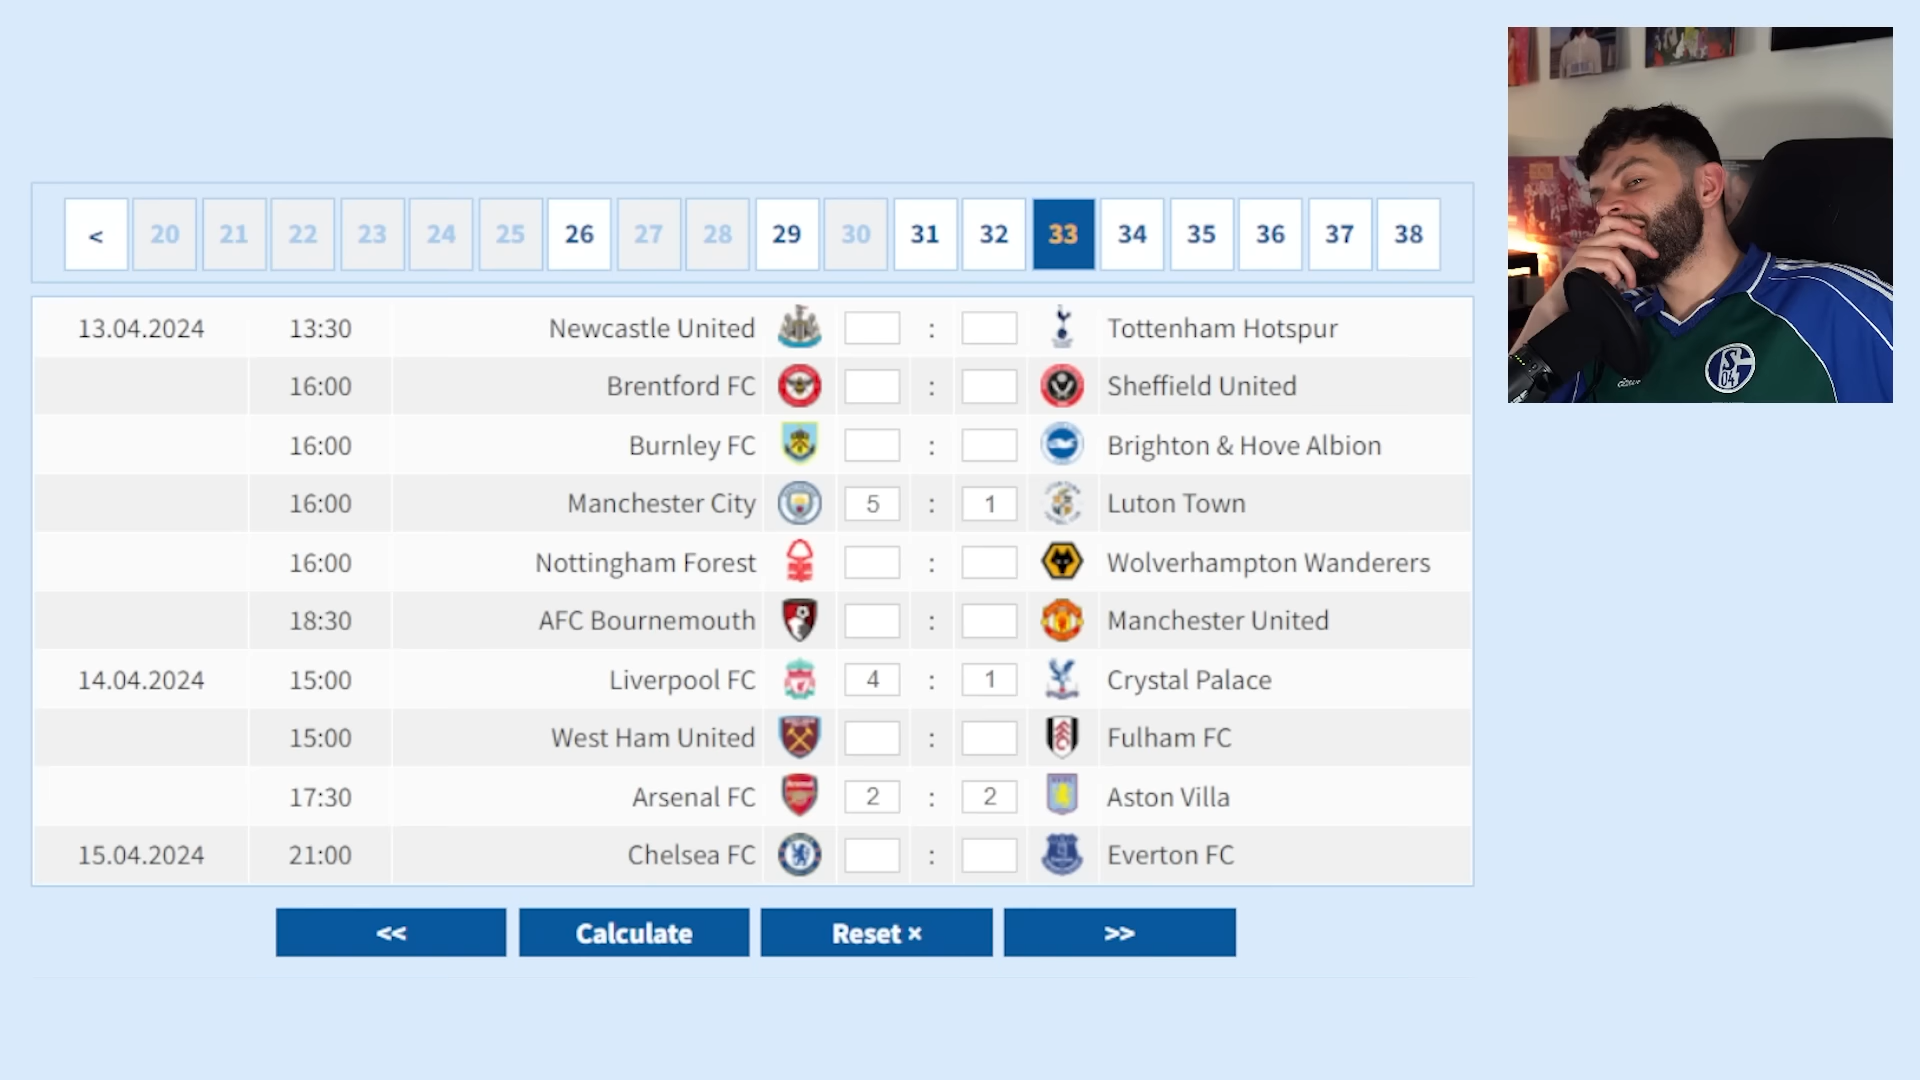 < 20 21 22 23 24 25 26 27 28 29 30 31 32 33 34 35 36 37 38
13.04.2024 13:30 Newcastle United : Tottenham Hotspur
16:00 Brentford FC : Sheffield United
16:00 Burnley FC : Brighton & Hove Albion
16:00 Manchester City 5 : 1 Luton Town
16:00 Nottingham Forest : Wolverhampton Wanderers
18:30 AFC Bournemouth : Manchester United
14.04.2024 15:00 Liverpool FC 4 : 1 Crystal Palace
15:00 West Ham United : Fulham FC
17:30 Arsenal FC 2 : 2 Aston Villa
15.04.2024 21:00 Chelsea FC : Everton FC
<< Calculate Reset × >>
S 04